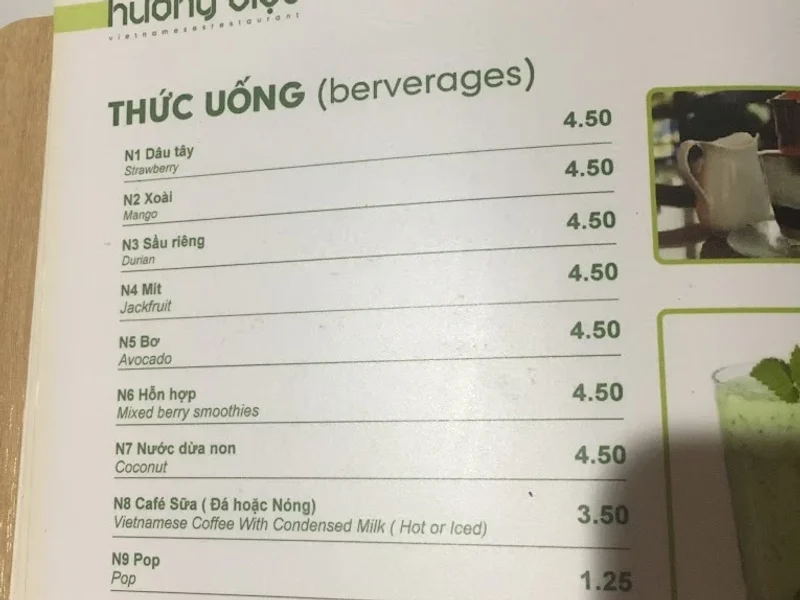 hương việt
vietnameserestaurant
THỨC UỐNG (berverages)
N1 Dâu tây 4.50
Strawberry
N2 Xoài 4.50
Mango
N3 Sầu riêng 4.50
Durian
N4 Mít 4.50
Jackfruit
N5 Bơ 4.50
Avocado
N6 Hỗn hợp 4.50
Mixed berry smoothies
N7 Nước dừa non 4.50
Coconut
N8 Café Sữa ( Đá hoặc Nóng) 3.50
Vietnamese Coffee With Condensed Milk ( Hot or Iced)
N9 Pop 1.25
Pop